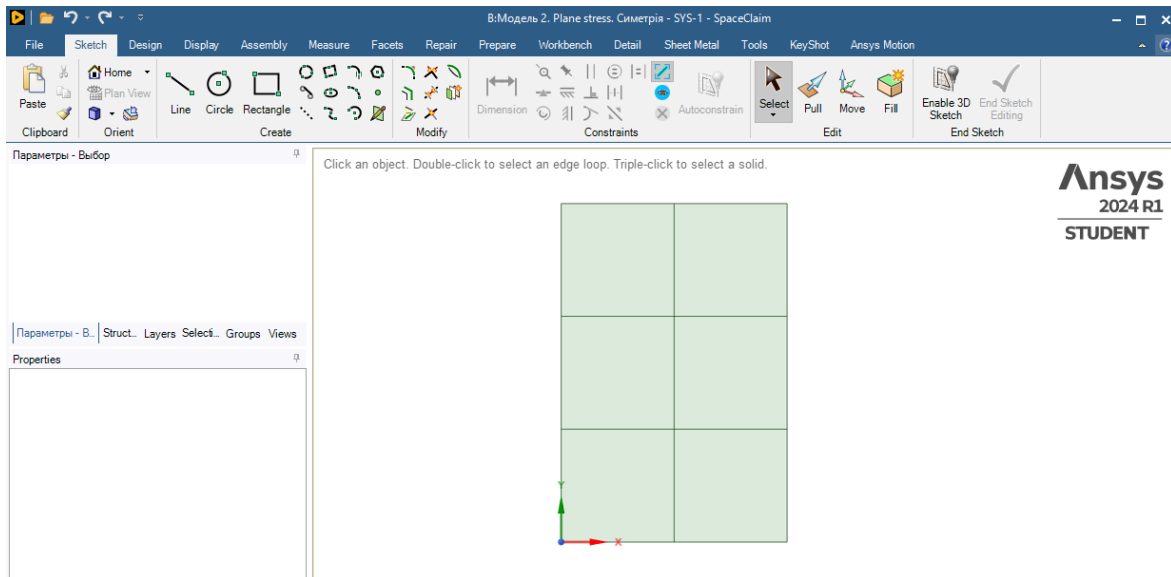 B:Модель 2. Plane stress. Симетрія - SYS-1 - SpaceClaim
File Sketch Design Display Assembly Measure Facets Repair Prepare Workbench Detail Sheet Metal Tools KeyShot Ansys Motion
Paste
Home
Plan View
Line Circle Rectangle
Dimension
Autoconstrain
Select Pull Move Fill
Enable 3D Sketch
End Sketch Editing
Clipboard Orient Create Modify Constraints Edit End Sketch
Параметры - Выбор
Click an object. Double-click to select an edge loop. Triple-click to select a solid.
Ansys
2024 R1
STUDENT
Параметры - В... Struct... Layers Selecti... Groups Views
Properties
Y
X